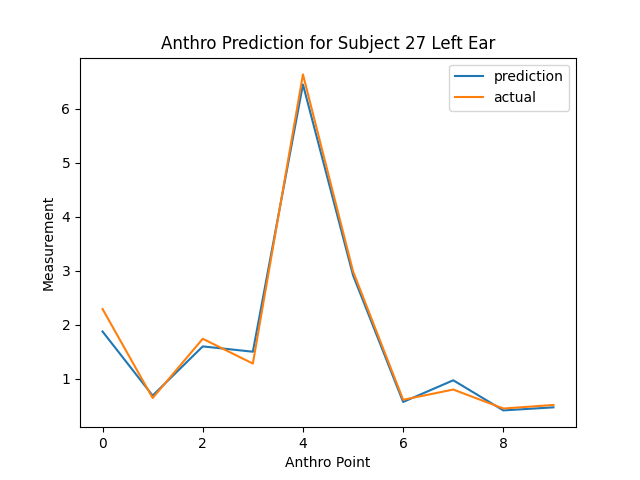 Anthro Prediction for Subject 27 Left Ear
prediction
actual
Measurement
6
5
4
3
2
1
0 2 4 6 8
Anthro Point